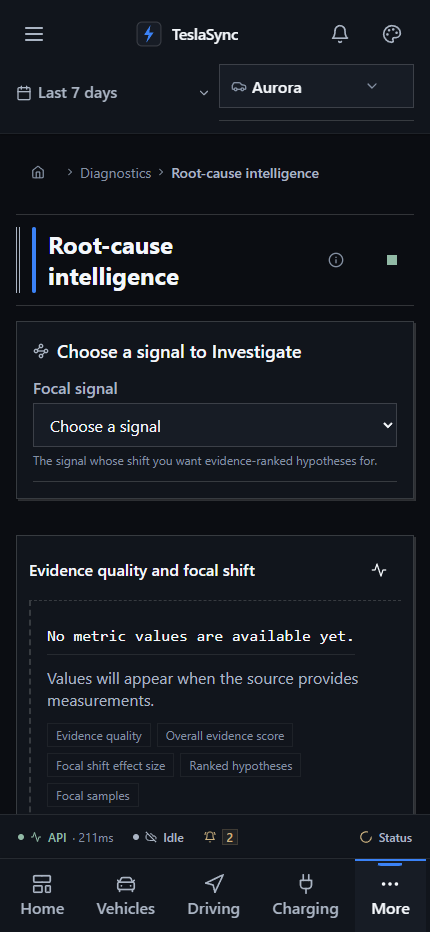 TeslaSync
Last 7 days
Aurora
Diagnostics > Root-cause intelligence
Root-cause
intelligence
Choose a signal to Investigate
Focal signal
Choose a signal
The signal whose shift you want evidence-ranked hypotheses for.
Evidence quality and focal shift
No metric values are available yet.
Values will appear when the source provides
measurements.
Evidence quality Overall evidence score
Focal shift effect size Ranked hypotheses
Focal samples
API · 211ms Idle 2 Status
Home Vehicles Driving Charging More